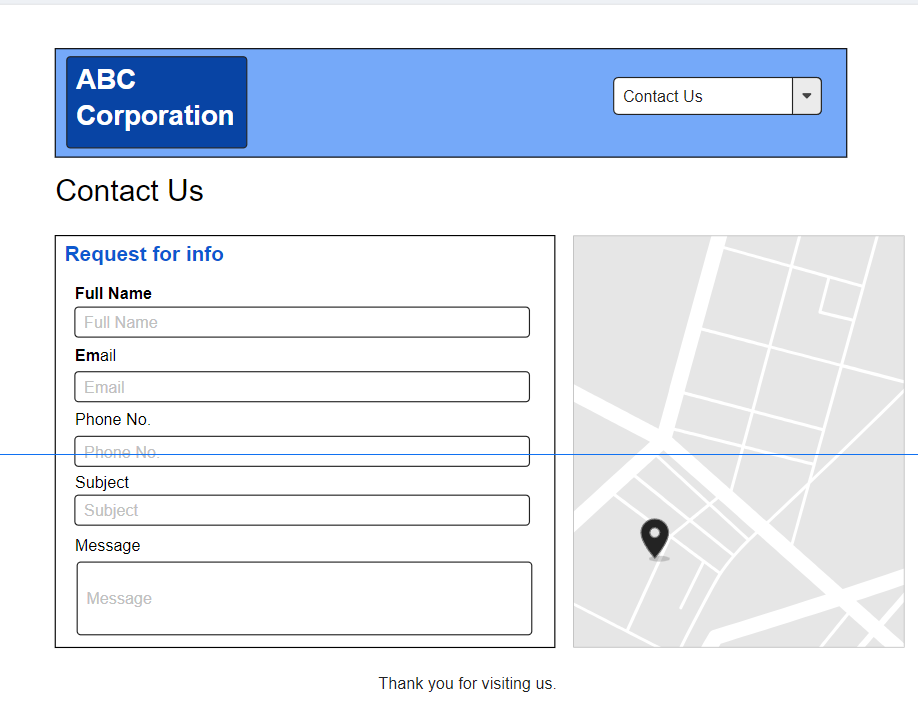 ABC
Corporation
Contact Us
Contact Us
Request for info
Full Name
Full Name
Email
Email
Phone No.
Phone No.
Subject
Subject
Message
Message
Thank you for visiting us.